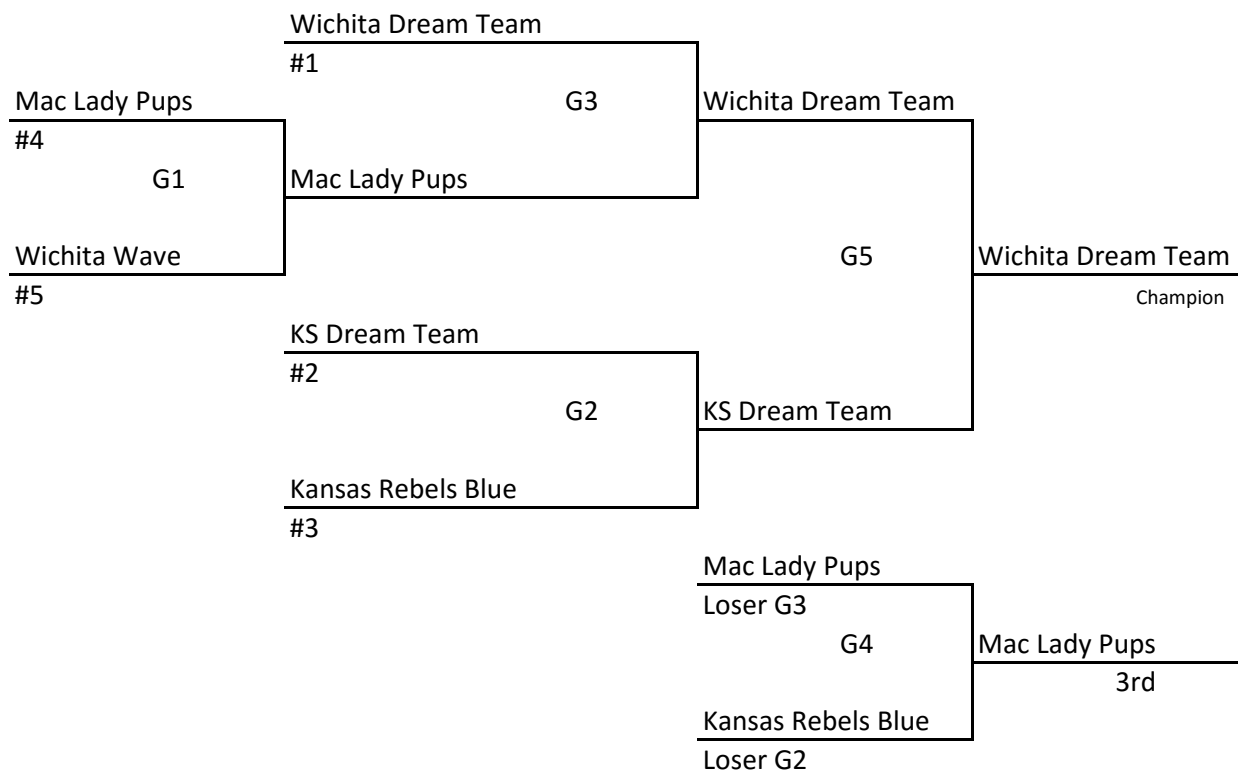 Wichita Dream Team
#1
Mac Lady Pups
G3
Wichita Dream Team
#4
G1
Mac Lady Pups
Wichita Wave
G5
Wichita Dream Team
#5
Champion
KS Dream Team
#2
G2
KS Dream Team
Kansas Rebels Blue
#3
Mac Lady Pups
Loser G3
G4
Mac Lady Pups
3rd
Kansas Rebels Blue
Loser G2